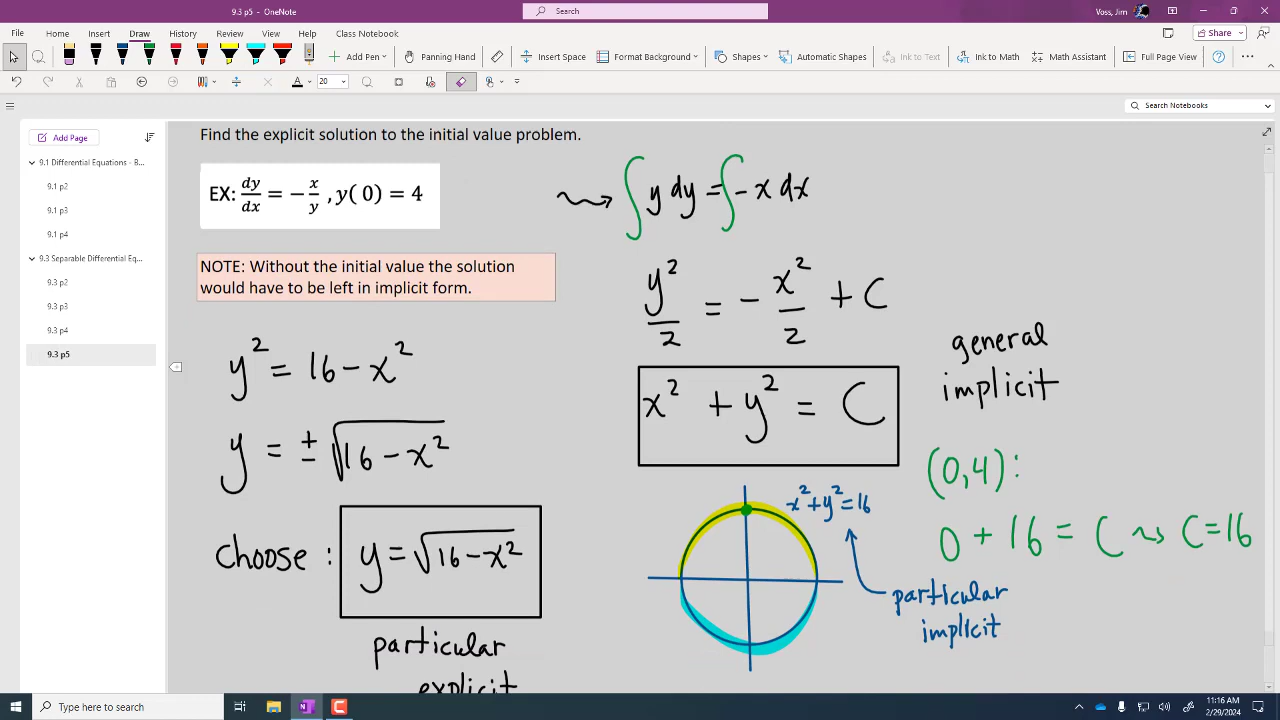 9.3 p5 - OneNote
Search
Voss, Jim
File Home Insert Draw History Review View Help Class Notebook
Share
Add Pen
Panning Hand
Insert Space
Format Background
Shapes
Automatic Shapes
Ink to Text
Ink to Math
Math Assistant
Full Page View
20
Search Notebooks
Add Page
9.1 Differential Equations - B...
9.1 p2
9.1 p3
9.1 p4
9.3 Separable Differential Eq...
9.3 p2
9.3 p3
9.3 p4
9.3 p5
Find the explicit solution to the initial value problem.
EX: dy/dx = − x/y , y( 0) = 4
NOTE: Without the initial value the solution
would have to be left in implicit form.
y² = 16 − x²
y = ± √16 − x²
Choose : y = √16 − x²
particular
explicit
∫ y dy = ∫ − x dx
y²/2 = − x²/2 + C
x² + y² = C
general
implicit
(0,4) :
0 + 16 = C ⇝ C = 16
x² + y² = 16
particular
implicit
Type here to search
11:16 AM
2/29/2024